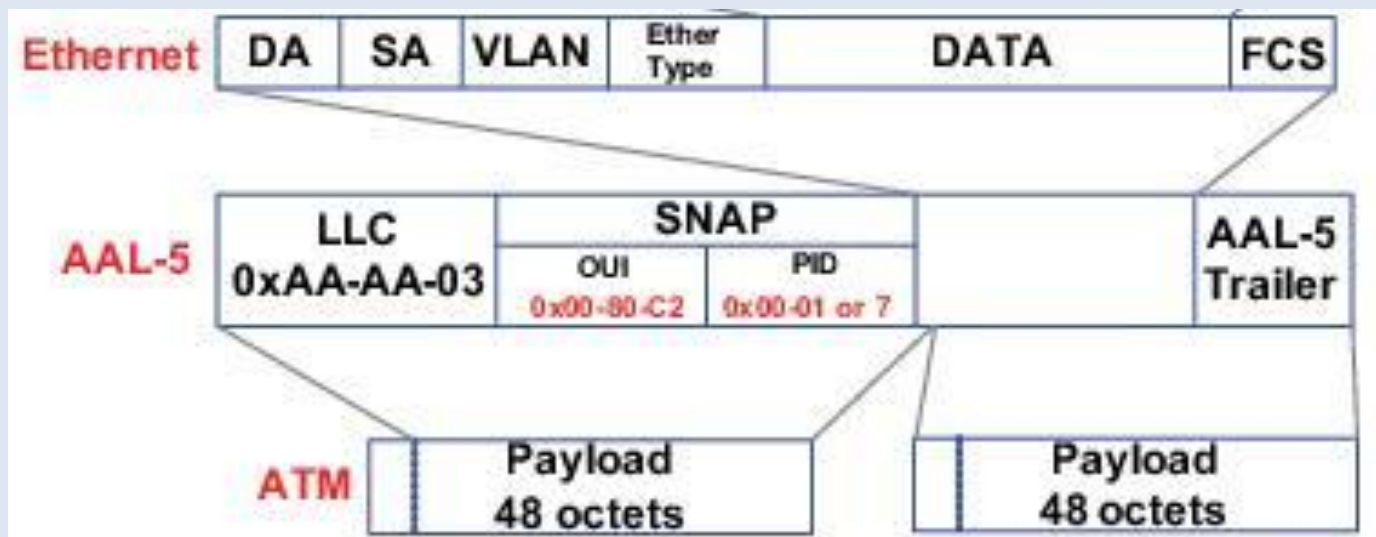 Ethernet DA SA VLAN Ether Type DATA FCS
AAL-5 LLC 0xAA-AA-03 SNAP AAL-5 Trailer
OUI PID
0x00-80-C2 0x00-01 or 7
ATM Payload 48 octets Payload 48 octets